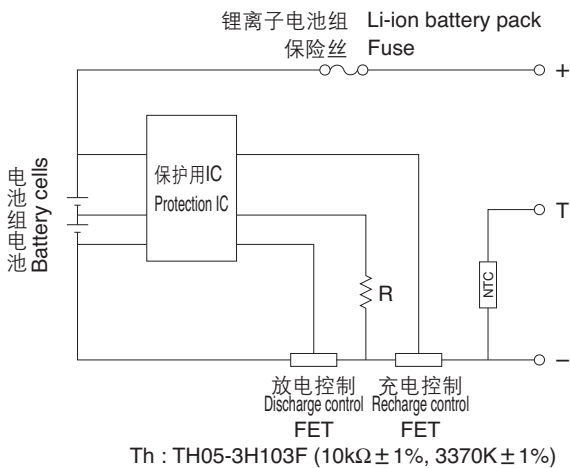 锂离子电池组 Li-ion battery pack
保险丝 Fuse
+
电池组电池
Battery cells
保护用IC
Protection IC
T
NTC
R
−
放电控制 充电控制
Discharge control Recharge control
FET FET
Th : TH05-3H103F (10kΩ±1%, 3370K±1%)